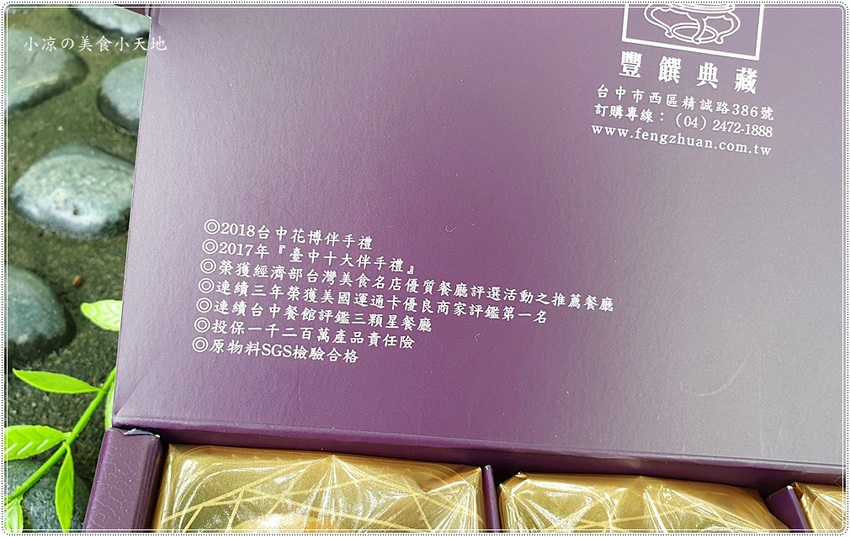 小凉の美食小天地
豐饌典藏
台中市西區精誠路386號
訂購專線：（04）2472-1888
www.fengzhuan.com.tw
◎2018台中花博伴手禮
◎2017年『臺中十大伴手禮』
◎榮獲經濟部台灣美食名店優質餐廳評選活動之推薦餐廳
◎連續三年榮獲美國運通卡優良商家評鑑第一名
◎連續台中餐館評鑑三顆星餐廳
◎投保一千二百萬產品責任險
◎原物料SGS檢驗合格